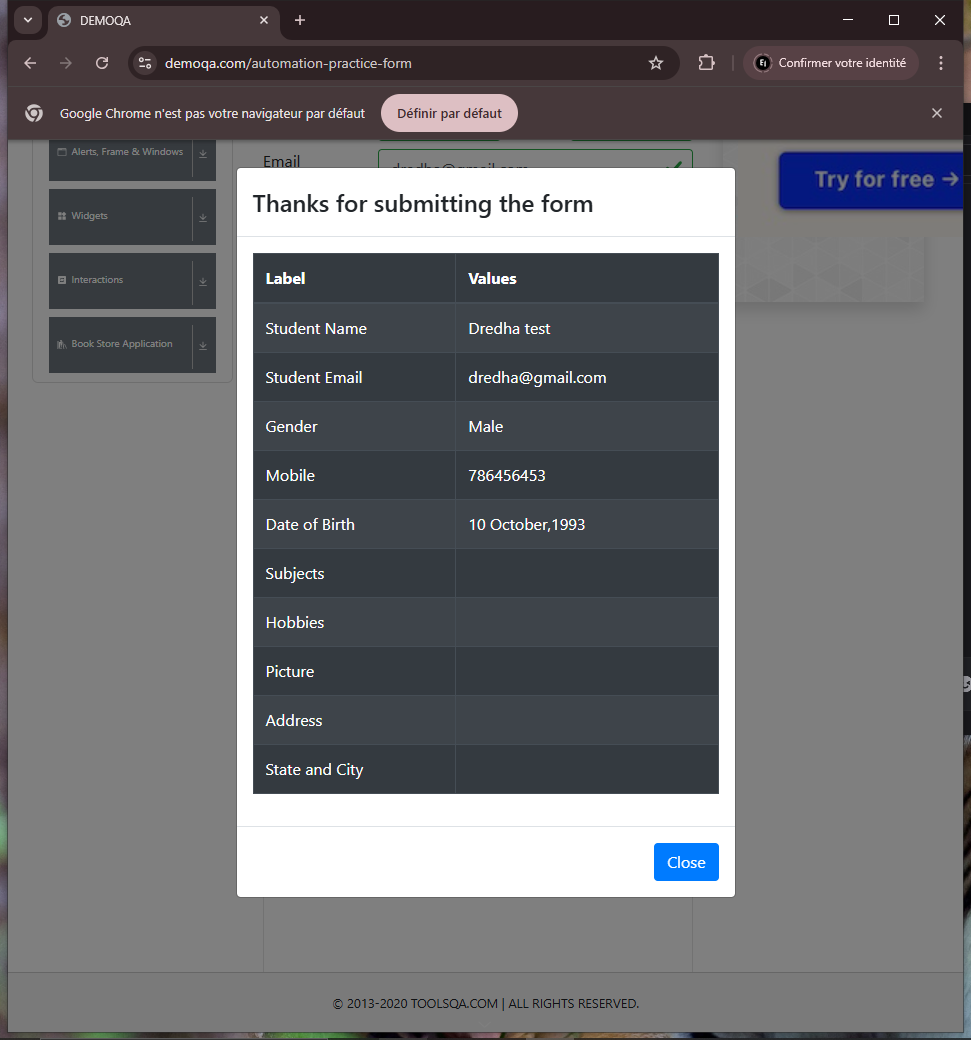 DEMOQA
demoqa.com/automation-practice-form
Ei
Confirmer votre identité
Google Chrome n'est pas votre navigateur par défaut
Définir par défaut
Alerts, Frame & Windows
Widgets
Interactions
Book Store Application
Email
dredha@gmail.com
Try for free →
Thanks for submitting the form
Label Values
Student Name Dredha test
Student Email dredha@gmail.com
Gender Male
Mobile 786456453
Date of Birth 10 October,1993
Subjects
Hobbies
Picture
Address
State and City
Close
© 2013-2020 TOOLSQA.COM | ALL RIGHTS RESERVED.